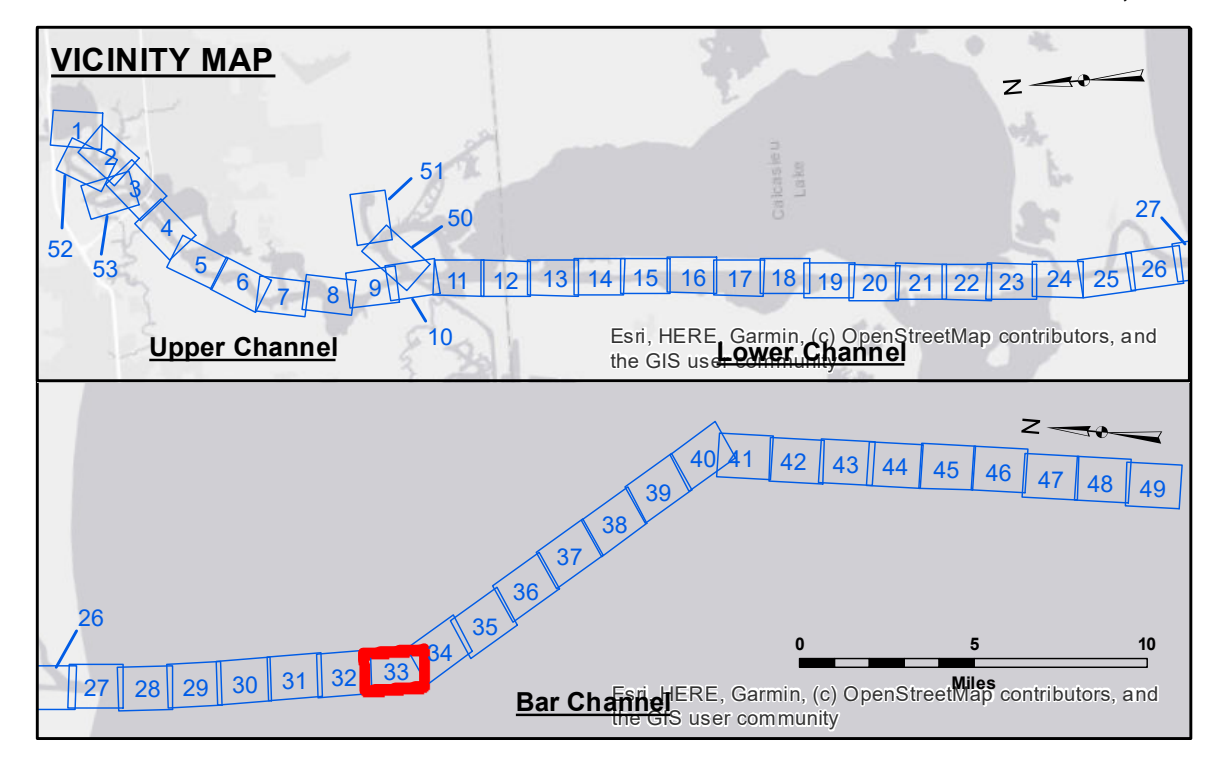 VICINITY MAP
N
1
2
3
52
53
4
5
6
7
8
9
10
51
50
11 12 13 14 15 16 17 18 19 20 21 22 23 24 25 26
27
Calcasieu
Lake
Upper Channel
Lower Channel
Esri, HERE, Garmin, (c) OpenStreetMap contributors, and
the GIS user community
N
26
27 28 29 30 31 32 33 34 35 36 37 38 39 40 41 42 43 44 45 46 47 48 49
0 5 10
Miles
Bar Channel
Esri, HERE, Garmin, (c) OpenStreetMap contributors, and
the GIS user community